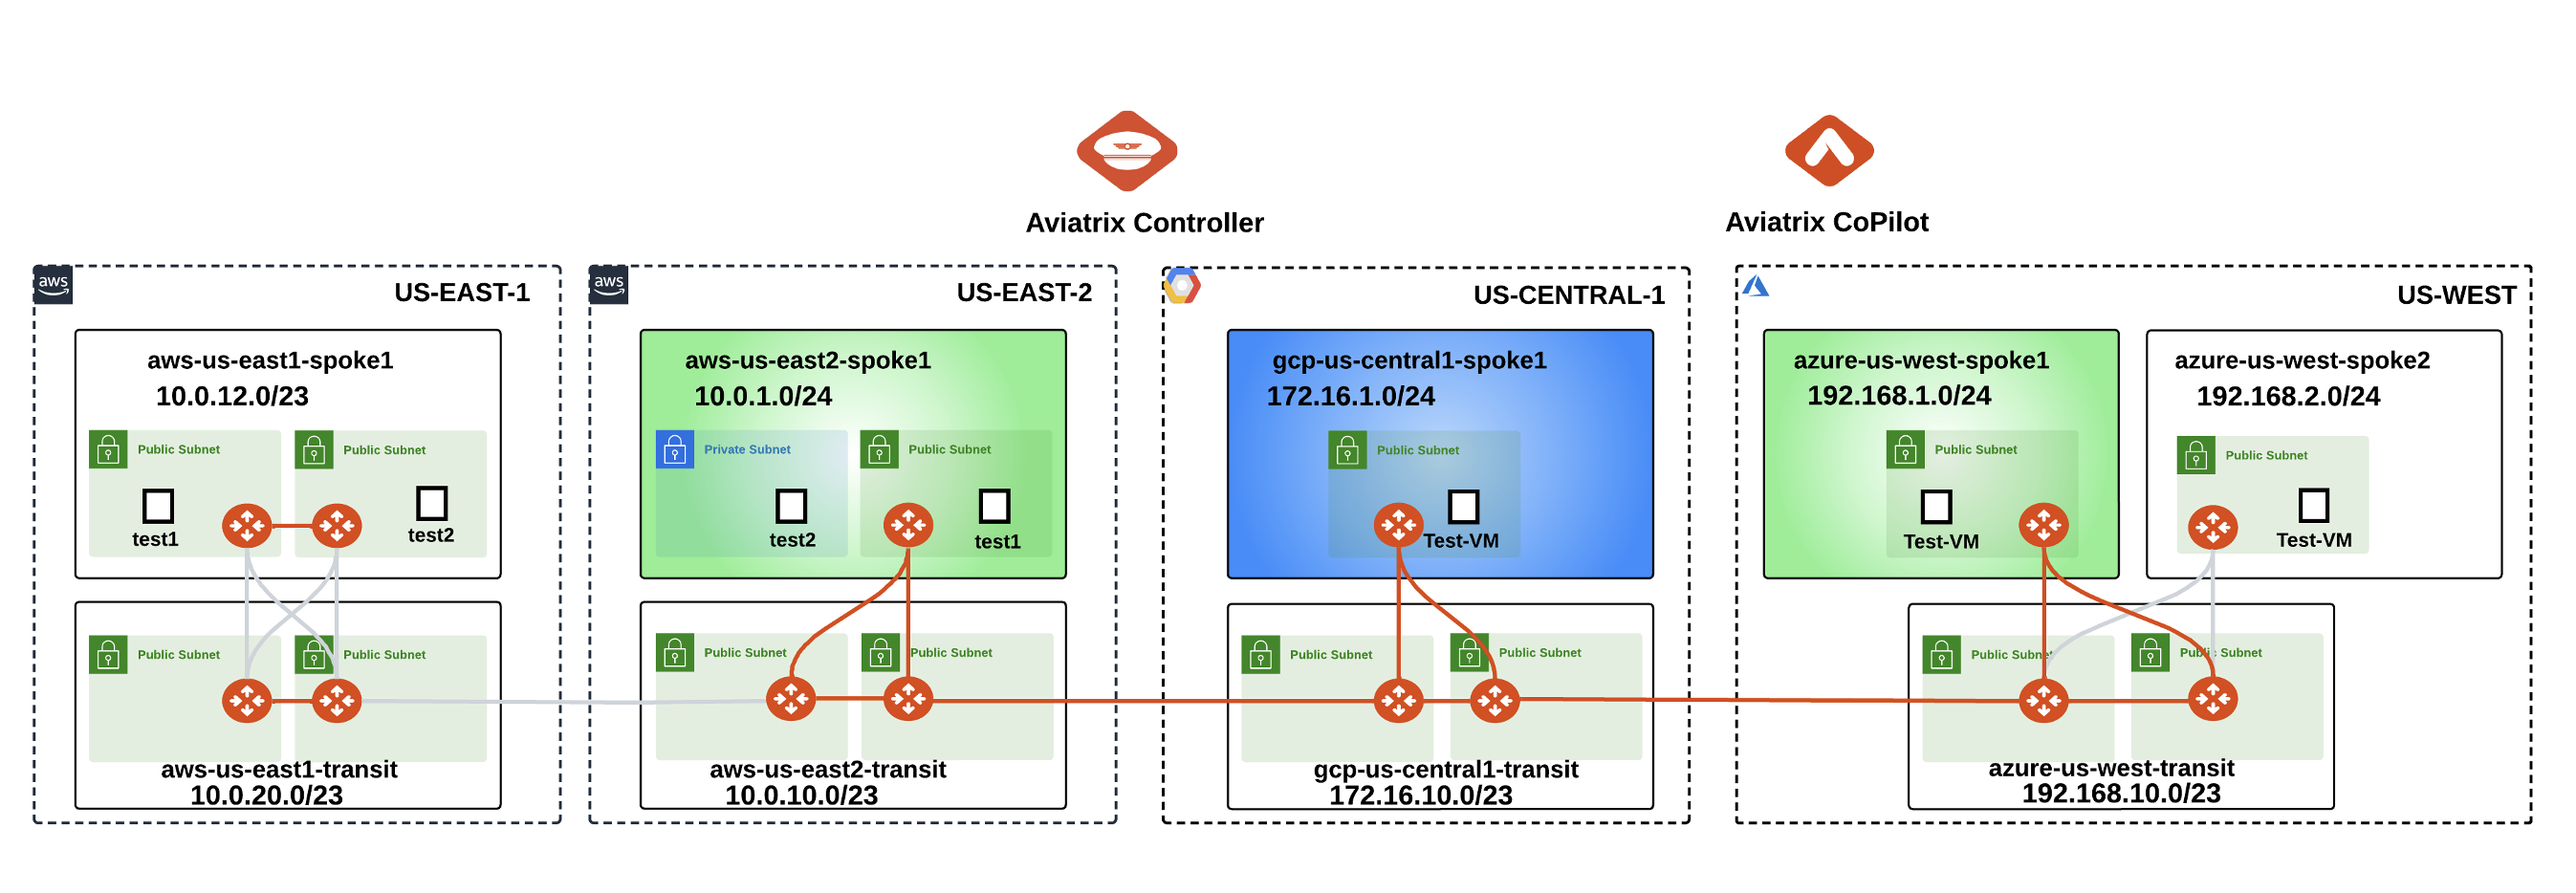 Aviatrix Controller
Aviatrix CoPilot
aws
US-EAST-1
aws-us-east1-spoke1
10.0.12.0/23
Public Subnet
Public Subnet
test1
test2
Public Subnet
Public Subnet
aws-us-east1-transit
10.0.20.0/23
aws
US-EAST-2
aws-us-east2-spoke1
10.0.1.0/24
Private Subnet
Public Subnet
test2
test1
Public Subnet
Public Subnet
aws-us-east2-transit
10.0.10.0/23
US-CENTRAL-1
gcp-us-central1-spoke1
172.16.1.0/24
Public Subnet
Test-VM
Public Subnet
Public Subnet
gcp-us-central1-transit
172.16.10.0/23
US-WEST
azure-us-west-spoke1
192.168.1.0/24
Public Subnet
Test-VM
azure-us-west-spoke2
192.168.2.0/24
Public Subnet
Test-VM
Public Subnet
Public Subnet
azure-us-west-transit
192.168.10.0/23